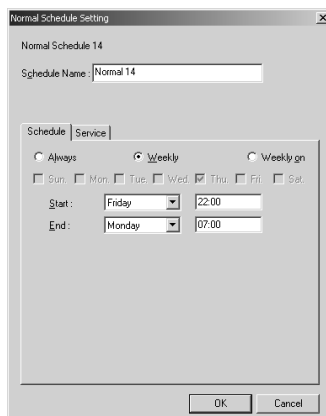 Normal Schedule Setting
Normal Schedule 14
Schedule Name : Normal 14
Schedule Service
Always Weekly Weekly on
Sun. Mon. Tue. Wed. Thu. Fri. Sat.
Start : Friday 22:00
End : Monday 07:00
OK Cancel